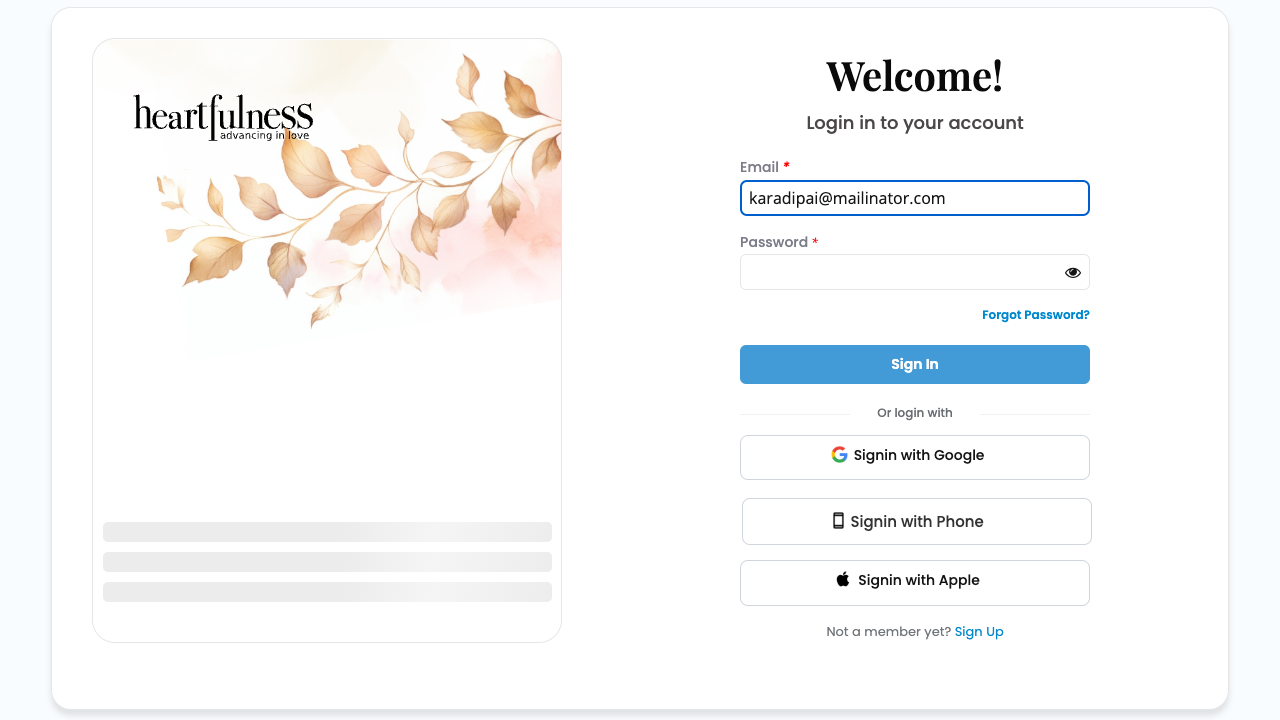 heartfulness
advancing in love
Welcome!
Login in to your account
Email *
karadipai@mailinator.com
Password *
Forgot Password?
Sign In
Or login with
Signin with Google
Signin with Phone
Signin with Apple
Not a member yet? Sign Up